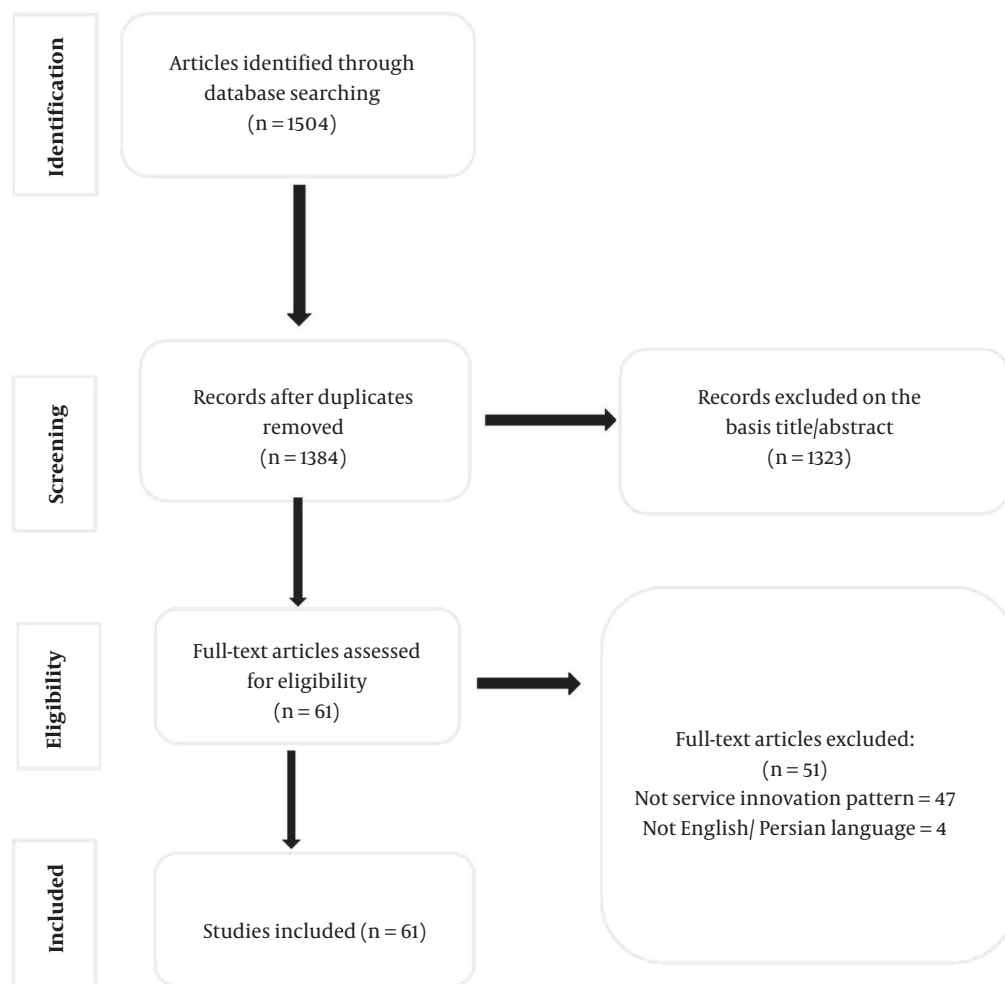 Identification
Articles identified through
database searching
(n = 1504)
Screening
Records after duplicates
removed
(n = 1384)
Records excluded on the
basis title/abstract
(n = 1323)
Eligibility
Full-text articles assessed
for eligibility
(n = 61)
Full-text articles excluded:
(n = 51)
Not service innovation pattern = 47
Not English/ Persian language = 4
Included
Studies included (n = 61)